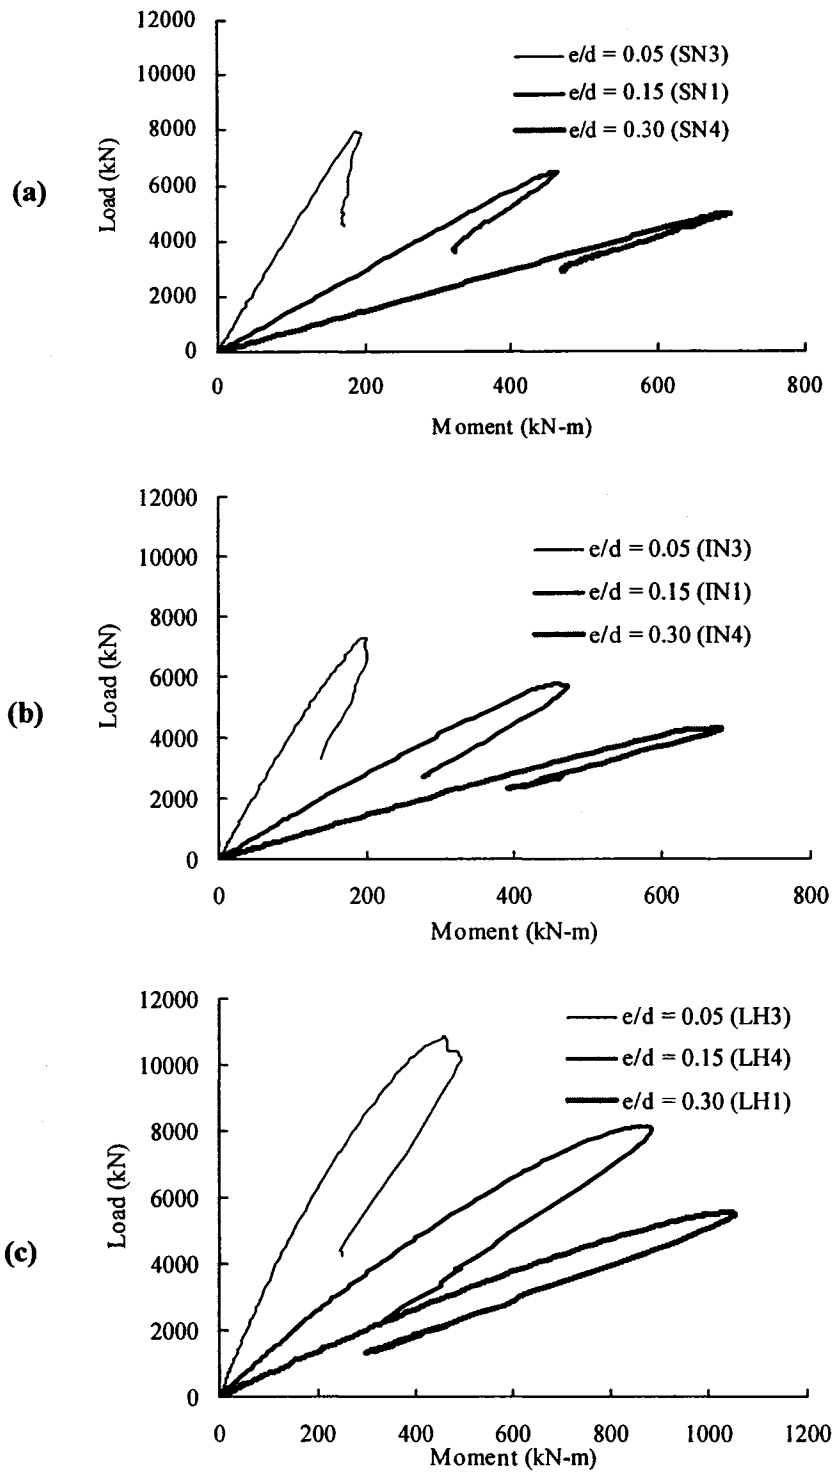 12000
10000
8000
6000
4000
2000
0
Load (kN)
(a)
e/d = 0.05 (SN3)
e/d = 0.15 (SN1)
e/d = 0.30 (SN4)
0 200 400 600 800
Moment (kN-m)
12000
10000
8000
6000
4000
2000
0
Load (kN)
(b)
e/d = 0.05 (IN3)
e/d = 0.15 (IN1)
e/d = 0.30 (IN4)
0 200 400 600 800
Moment (kN-m)
12000
10000
8000
6000
4000
2000
0
Load (kN)
(c)
e/d = 0.05 (LH3)
e/d = 0.15 (LH4)
e/d = 0.30 (LH1)
0 200 400 600 800 1000 1200
Moment (kN-m)